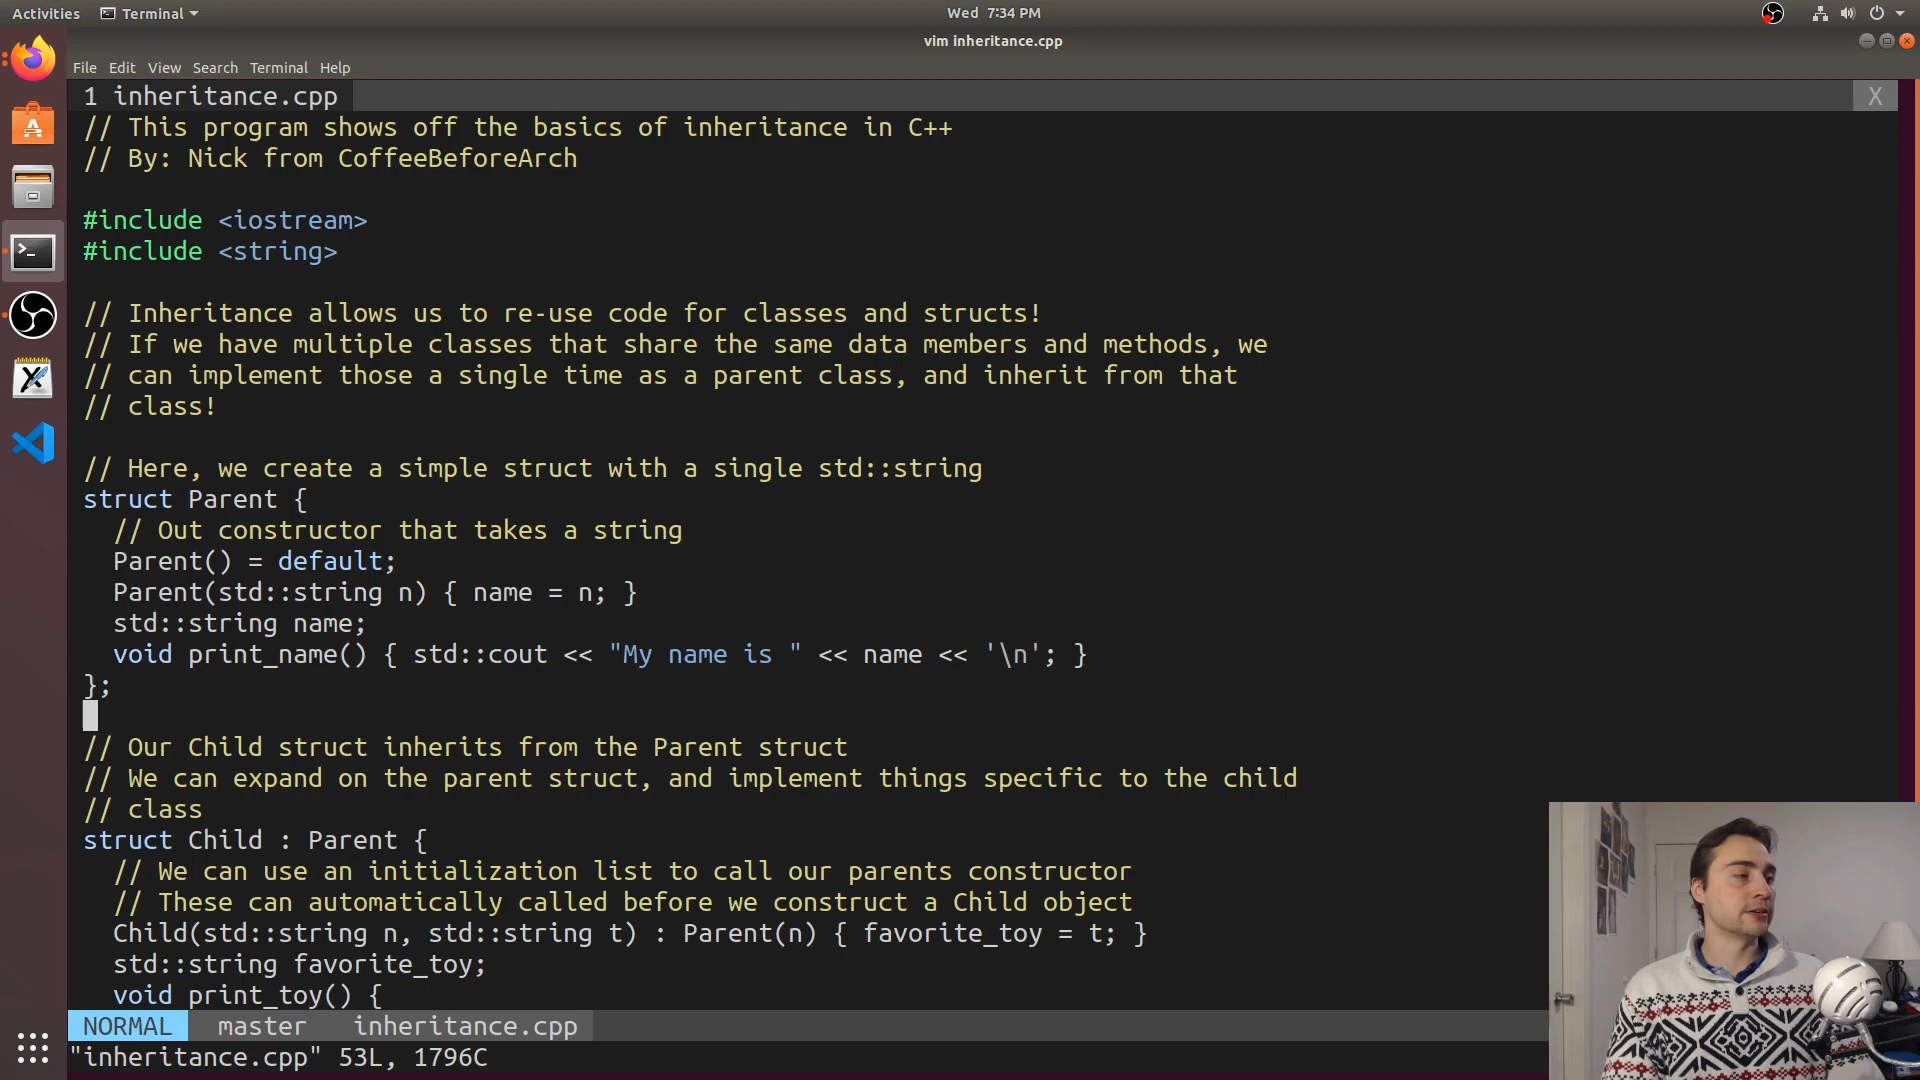 Activities
Terminal
Wed 7:34 PM
vim inheritance.cpp
File Edit View Search Terminal Help
1 inheritance.cpp X
// This program shows off the basics of inheritance in C++
// By: Nick from CoffeeBeforeArch
#include <iostream>
#include <string>
// Inheritance allows us to re-use code for classes and structs!
// If we have multiple classes that share the same data members and methods, we
// can implement those a single time as a parent class, and inherit from that
// class!
// Here, we create a simple struct with a single std::string
struct Parent {
  // Out constructor that takes a string
  Parent() = default;
  Parent(std::string n) { name = n; }
  std::string name;
  void print_name() { std::cout << "My name is " << name << '\n'; }
};
// Our Child struct inherits from the Parent struct
// We can expand on the parent struct, and implement things specific to the child
// class
struct Child : Parent {
  // We can use an initialization list to call our parents constructor
  // These can automatically called before we construct a Child object
  Child(std::string n, std::string t) : Parent(n) { favorite_toy = t; }
  std::string favorite_toy;
  void print_toy() {
NORMAL master inheritance.cpp
"inheritance.cpp" 53L, 1796C